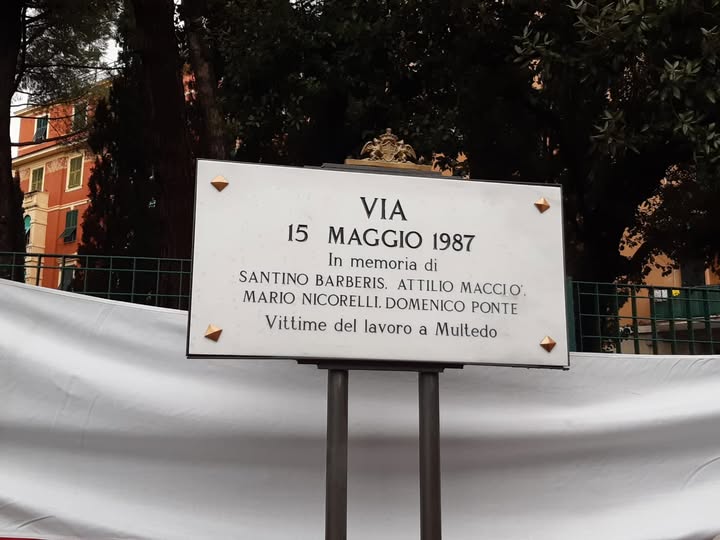 VIA
15 MAGGIO 1987
In memoria di
SANTINO BARBERIS, ATTILIO MACCIO',
MARIO NICORELLI, DOMENICO PONTE
Vittime del lavoro a Multedo